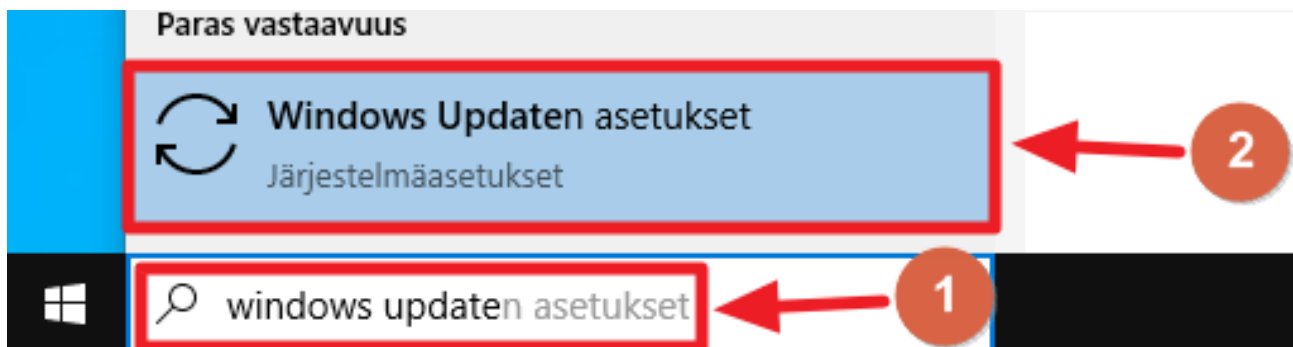 Paras vastaavuus
Windows Updaten asetukset
Järjestelmäasetukset
2
windows updaten asetukset
1